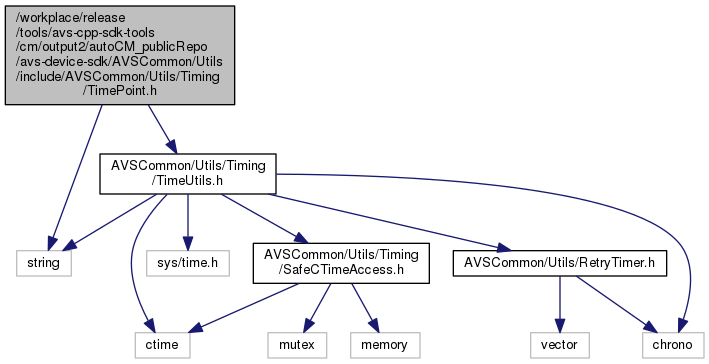 /workplace/release
/tools/avs-cpp-sdk-tools
/cm/output2/autoCM_publicRepo
/avs-device-sdk/AVSCommon/Utils
/include/AVSCommon/Utils/Timing
/TimePoint.h
AVSCommon/Utils/Timing
/TimeUtils.h
string
sys/time.h
AVSCommon/Utils/Timing
/SafeCTimeAccess.h
AVSCommon/Utils/RetryTimer.h
ctime
mutex
memory
vector
chrono